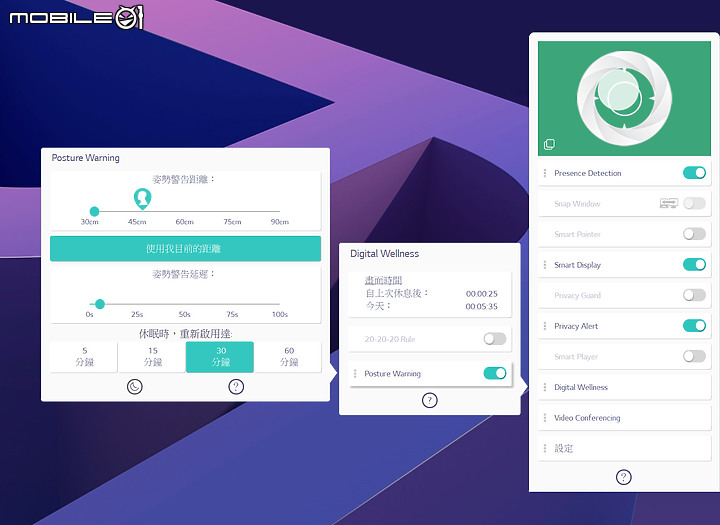 MOBILE01
Posture Warning
姿勢警告距離：
30cm 45cm 60cm 75cm 90cm
使用我目前的距離
姿勢警告延遲：
0s 25s 50s 75s 100s
休眠時，重新啟用達:
5 15 30 60
分鐘 分鐘 分鐘 分鐘
?
Digital Wellness
畫面時間
自上次休息後： 00:00:25
今天： 00:05:35
20-20-20 Rule
Posture Warning
?
Presence Detection
Snap Window
Smart Pointer
Smart Display
Privacy Guard
Privacy Alert
Smart Player
Digital Wellness
Video Conferencing
設定
?